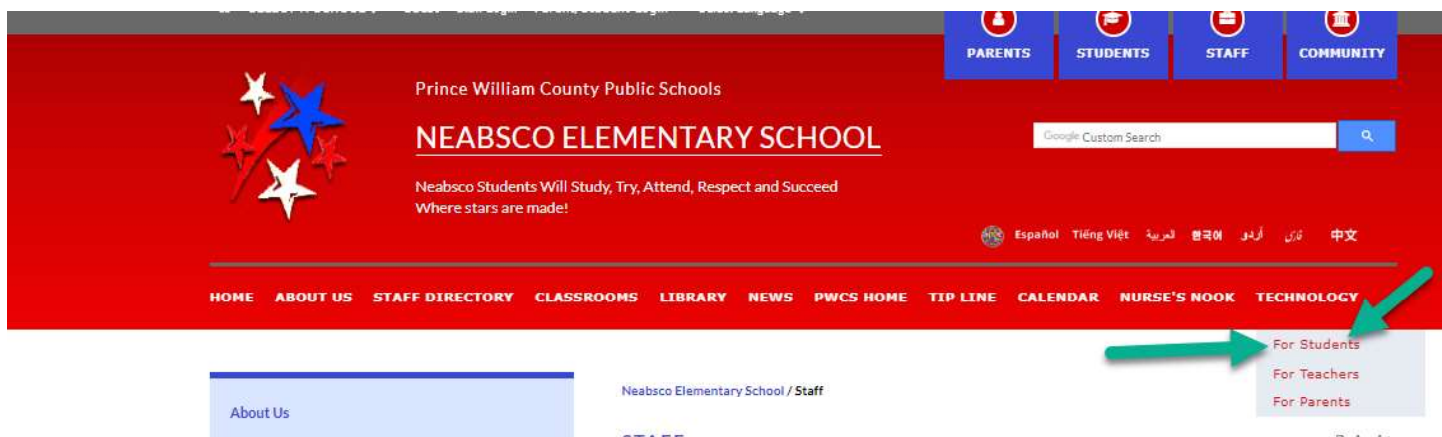 PARENTS STUDENTS STAFF COMMUNITY
Prince William County Public Schools
NEABSCO ELEMENTARY SCHOOL
Google Custom Search
Neabsco Students Will Study, Try, Attend, Respect and Succeed
Where stars are made!
Español Tiếng Việt العربية 한국어 أردو فارسی 中文
HOME ABOUT US STAFF DIRECTORY CLASSROOMS LIBRARY NEWS PWCS HOME TIP LINE CALENDAR NURSE'S NOOK TECHNOLOGY
For Students
For Teachers
For Parents
Neabsco Elementary School / Staff
About Us
STAFF